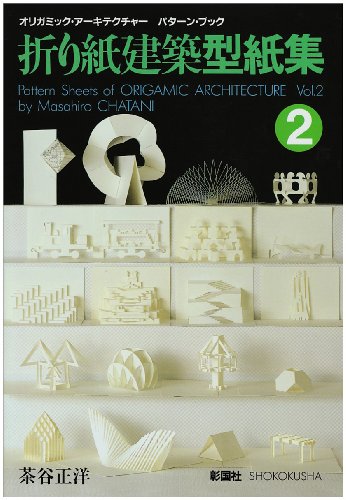 オリガミック・アーキテクチャー パターン・ブック
折り紙建築型紙集
Pattern Sheets of ORIGAMIC ARCHITECTURE Vol.2
by Masahiro CHATANI
2
茶谷正洋
彰国社 SHOKOKUSHA